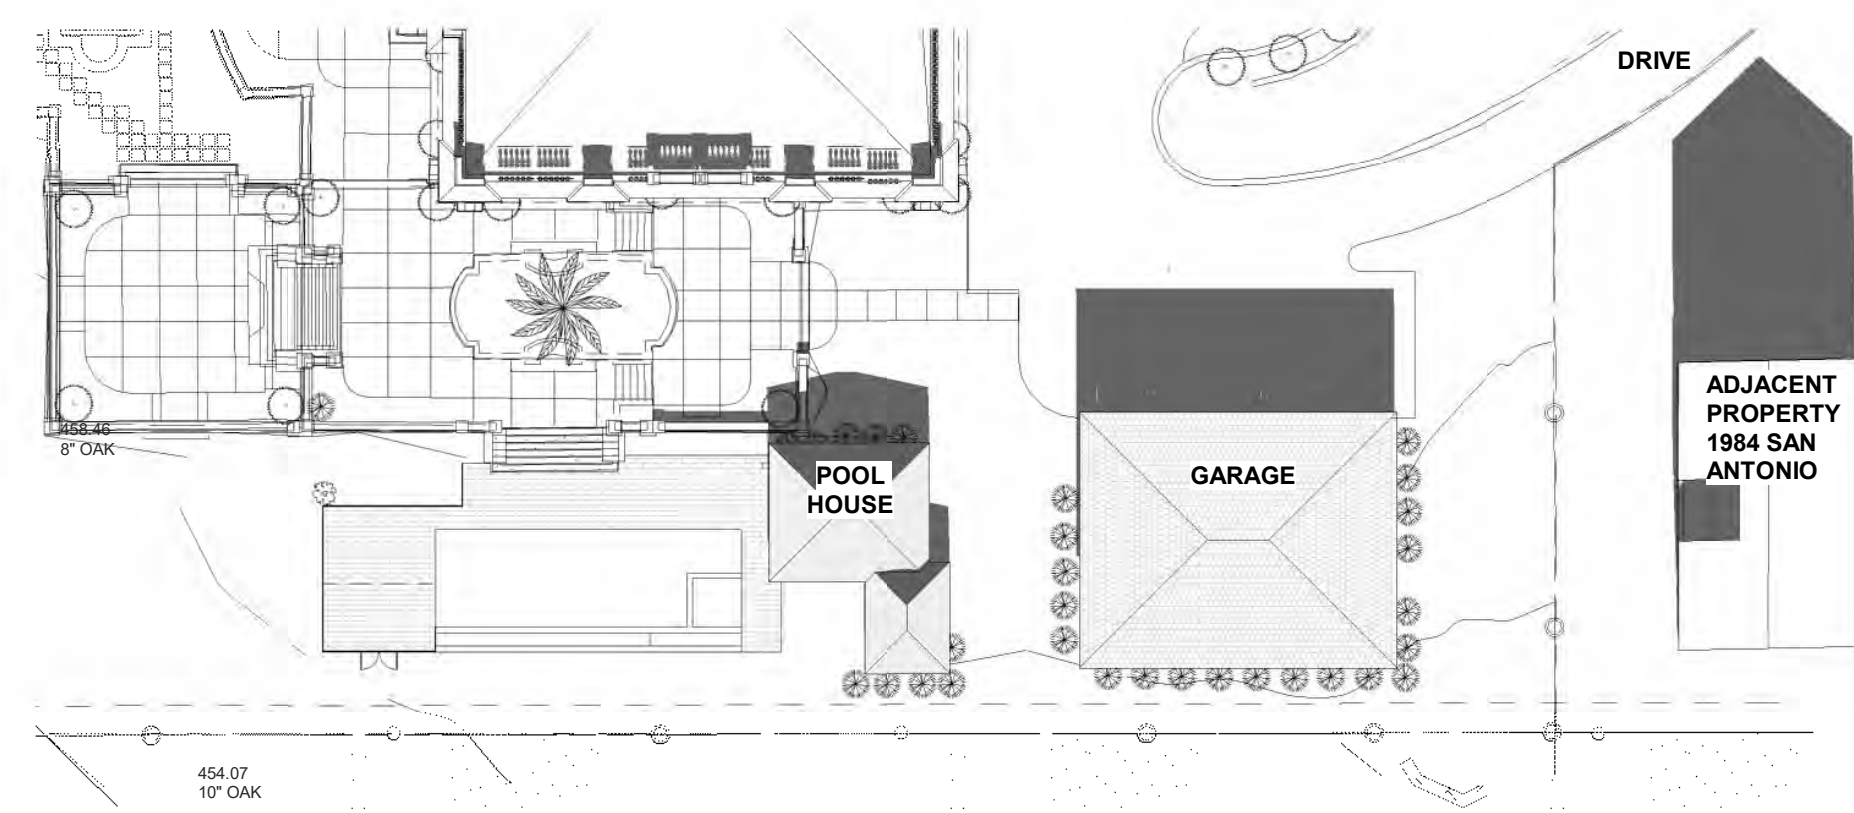 DRIVE
ADJACENT
PROPERTY
1984 SAN
ANTONIO
458.46
8" OAK
POOL
HOUSE
GARAGE
454.07
10" OAK